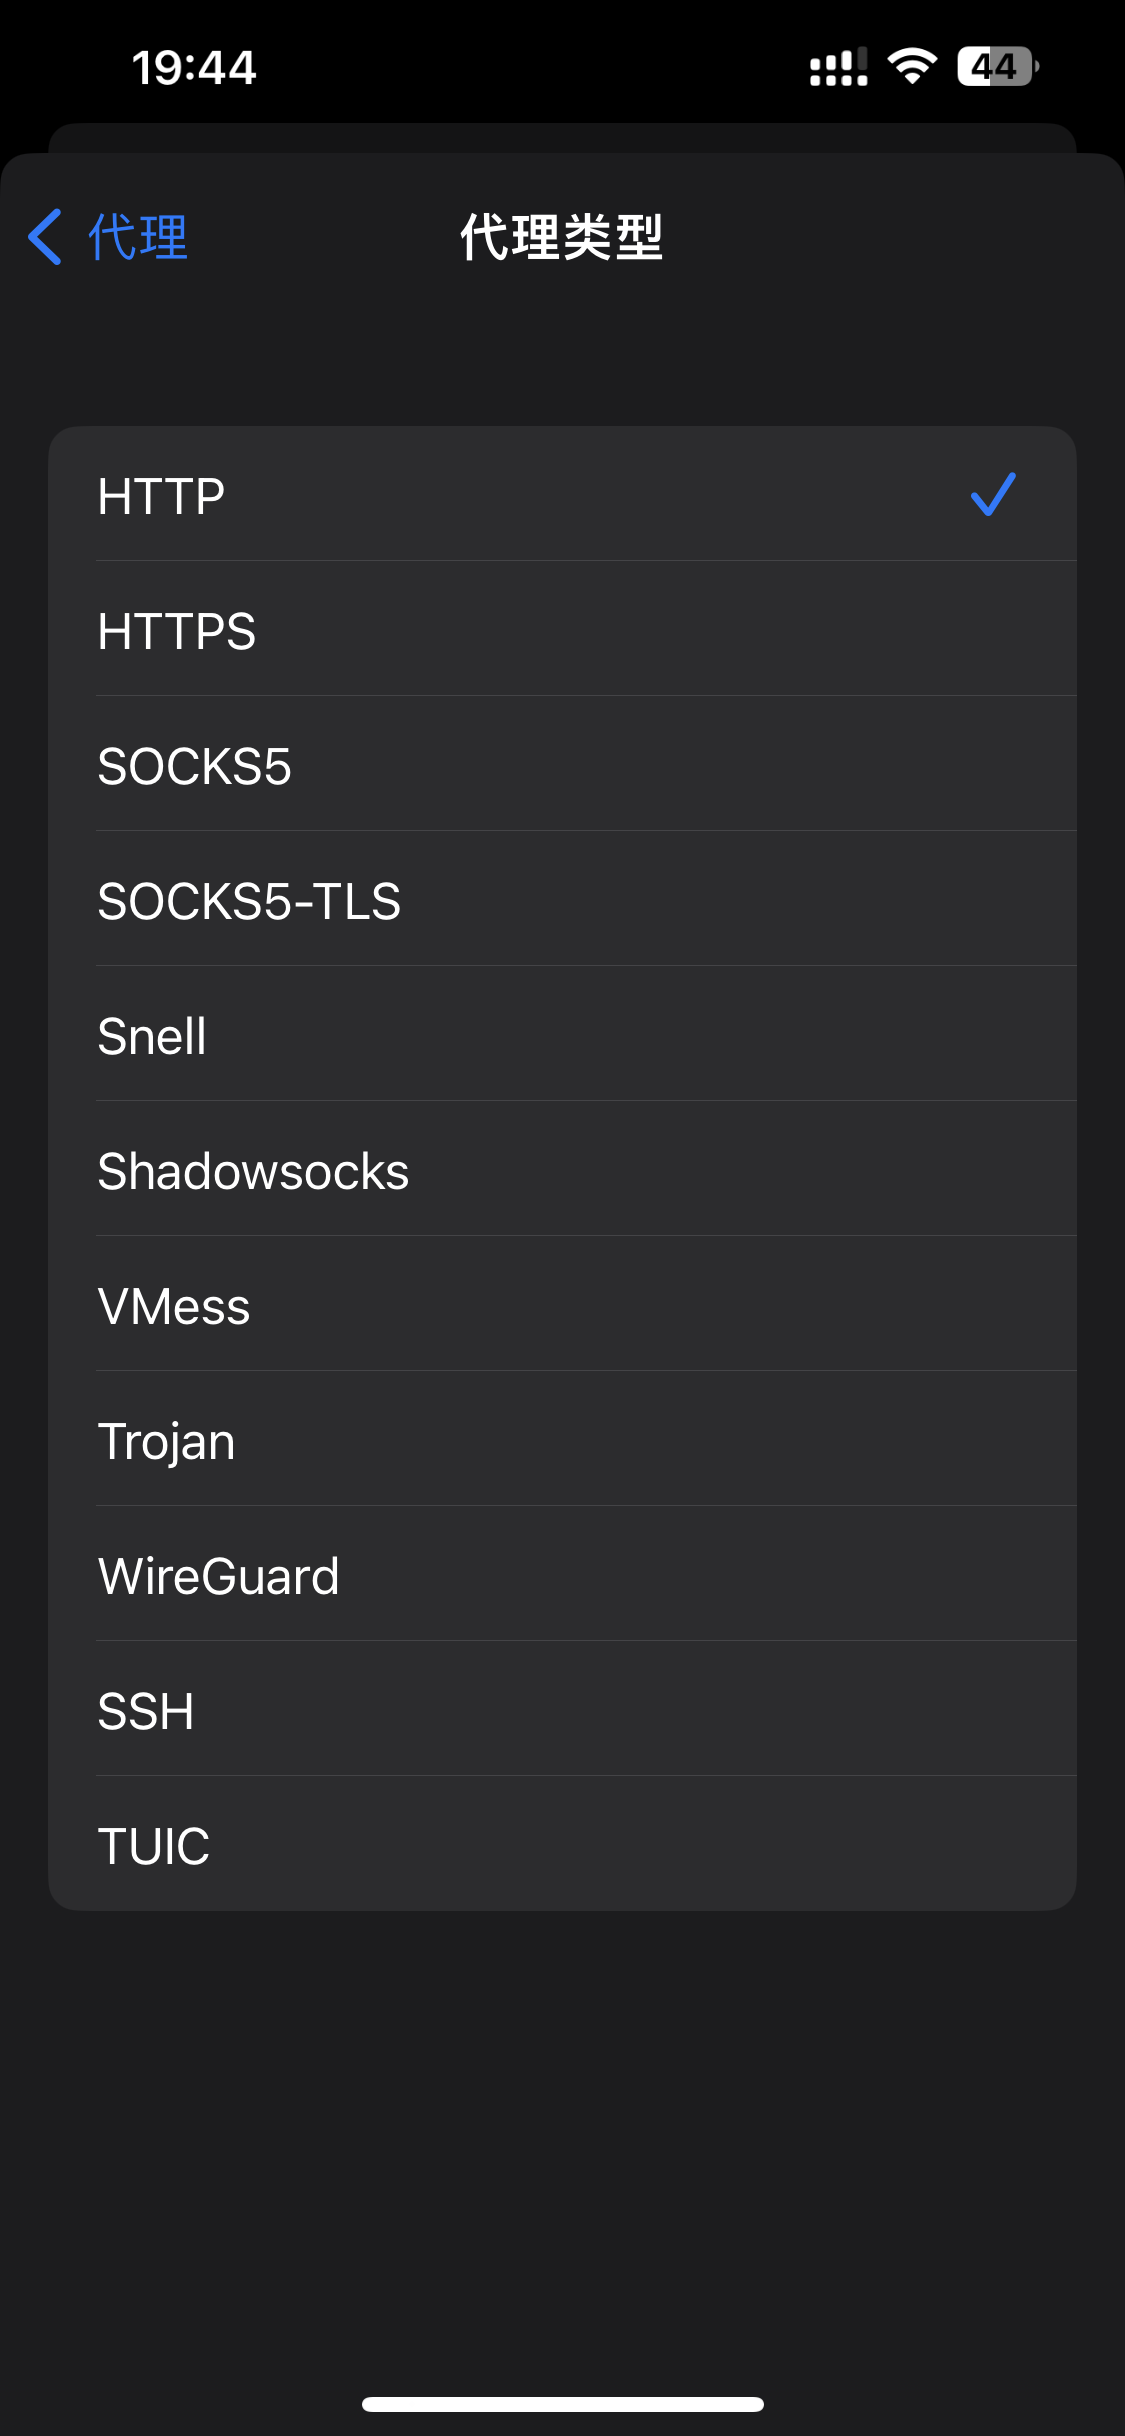 19:44
44
代理
代理类型
HTTP
HTTPS
SOCKS5
SOCKS5-TLS
Snell
Shadowsocks
VMess
Trojan
WireGuard
SSH
TUIC